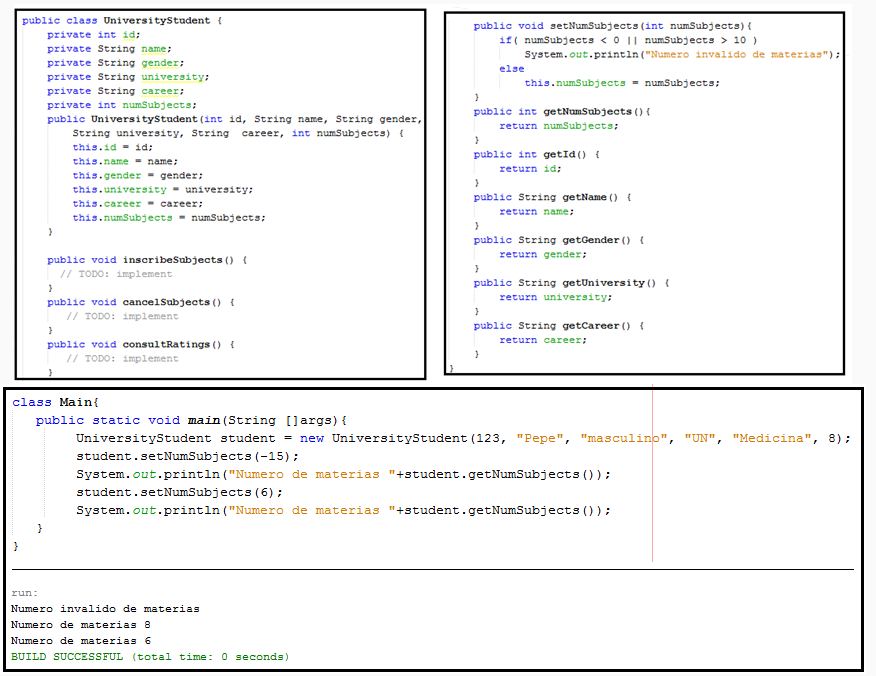 public class UniversityStudent {
private int id;
private String name;
private String gender;
private String university;
private String career;
private int numSubjects;
public UniversityStudent(int id, String name, String gender,
String university, String  career, int numSubjects) {
this.id = id;
this.name = name;
this.gender = gender;
this.university = university;
this.career = career;
this.numSubjects = numSubjects;
}
public void inscribeSubjects() {
// TODO: implement
}
public void cancelSubjects() {
// TODO: implement
}
public void consultRatings() {
// TODO: implement
}
public void setNumSubjects(int numSubjects){
if( numSubjects < 0 || numSubjects > 10 )
System.out.println("Numero invalido de materias");
else
this.numSubjects = numSubjects;
}
public int getNumSubjects(){
return numSubjects;
}
public int getId() {
return id;
}
public String getName() {
return name;
}
public String getGender() {
return gender;
}
public String getUniversity() {
return university;
}
public String getCareer() {
return career;
}
}
class Main{
public static void main(String []args){
UniversityStudent student = new UniversityStudent(123, "Pepe", "masculino", "UN", "Medicina", 8);
student.setNumSubjects(-15);
System.out.println("Numero de materias "+student.getNumSubjects());
student.setNumSubjects(6);
System.out.println("Numero de materias "+student.getNumSubjects());
}
}
run:
Numero invalido de materias
Numero de materias 8
Numero de materias 6
BUILD SUCCESSFUL (total time: 0 seconds)